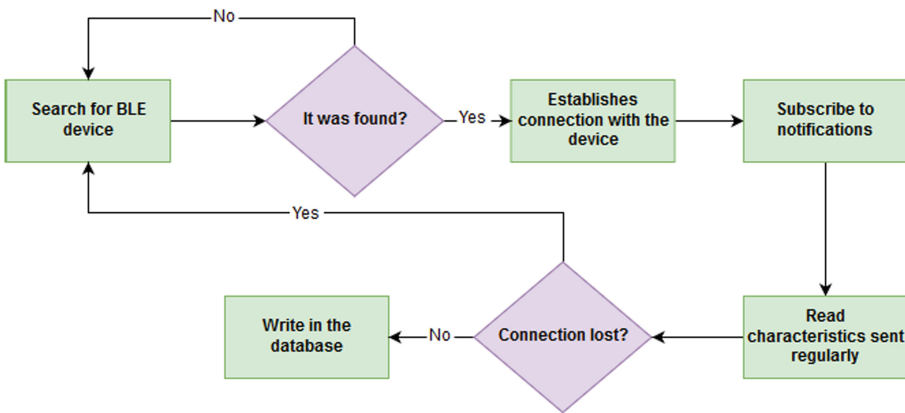 No
Search for BLE
device
It was found?
Yes
Establishes
connection with the
device
Subscribe to
notifications
Yes
Write in the
database
No
Connection lost?
Read
characteristics sent
regularly